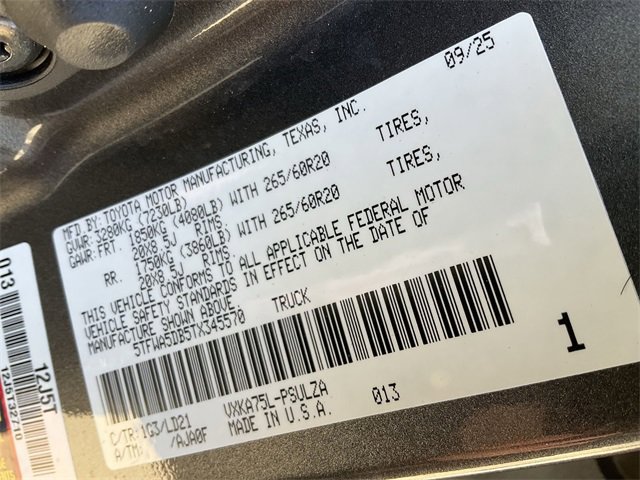 09/25
MFD.BY:TOYOTA MOTOR MANUFACTURING, TEXAS, INC.
GVWR:3280KG (7230LB)
GAWR:FRT 1850KG (4080LB) WITH 265/60R20 TIRES,
20X8.5J RIMS,
RR. 1750KG (3860LB) WITH 265/60R20 TIRES,
20X8.5J RIMS,
THIS VEHICLE CONFORMS TO ALL APPLICABLE FEDERAL MOTOR
VEHICLE SAFETY STANDARDS IN EFFECT ON THE DATE OF
MANUFACTURE SHOWN ABOVE.
5TFWA5DB5TX345570 TRUCK
1
C/TR:1G3/LD21 VXKA75L-PSULZA 013
A/TM: /AJA0F MADE IN U.S.A.
013
12J5T